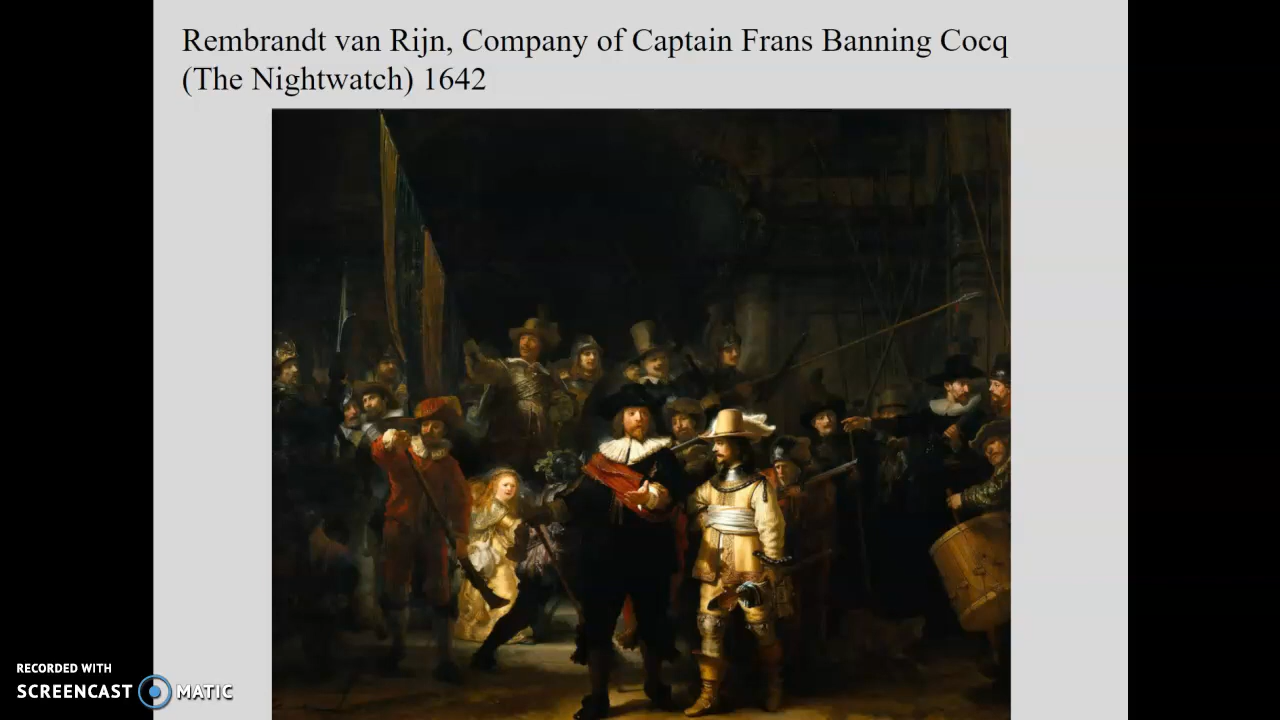 Rembrandt van Rijn, Company of Captain Frans Banning Cocq
(The Nightwatch) 1642
RECORDED WITH
SCREENCAST MATIC